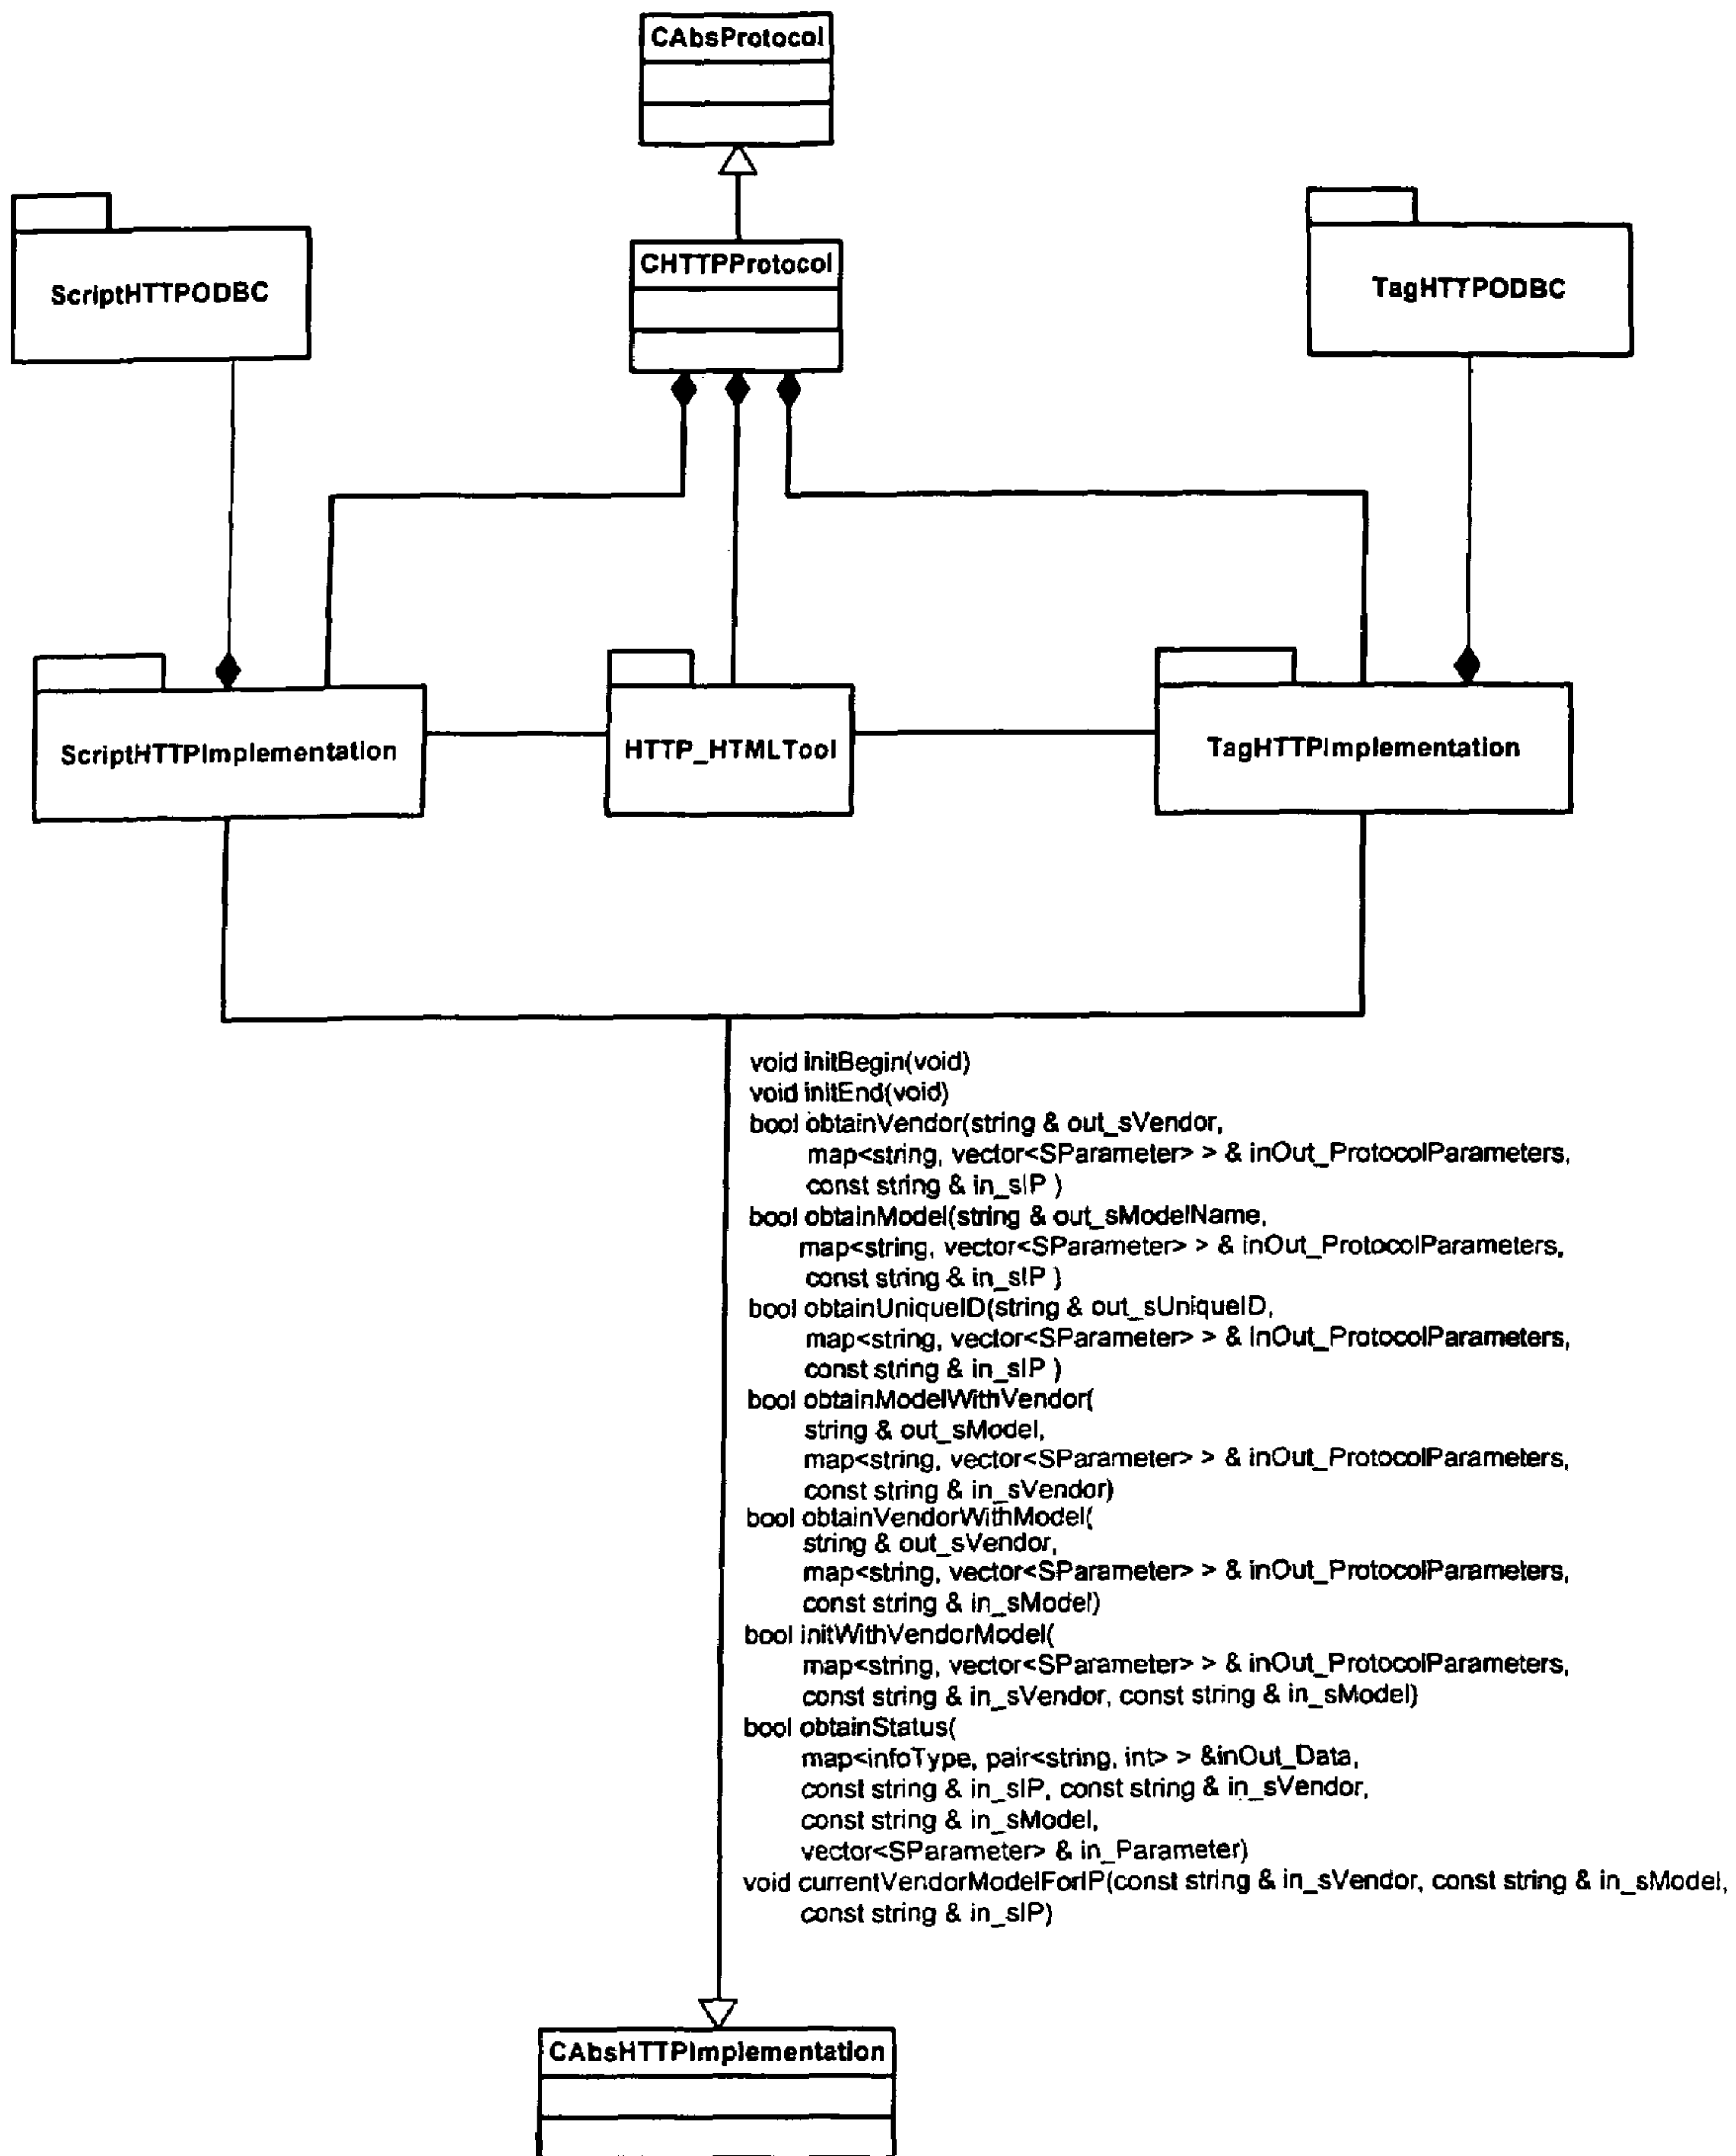 CAbsProtocol
ScriptHTTPODBC
CHTTPProtocol
TagHTTPODBC
ScriptHTTPImplementation
HTTP_HTMLTool
TagHTTPImplementation
void initBegin(void)
void initEnd(void)
bool obtainVendor(string & out_sVendor,
map<string, vector<SParameter> > & inOut_ProtocolParameters,
const string & in_sIP )
bool obtainModel(string & out_sModelName,
map<string, vector<SParameter> > & inOut_ProtocolParameters,
const string & in_sIP )
bool obtainUniqueID(string & out_sUniqueID,
map<string, vector<SParameter> > & inOut_ProtocolParameters,
const string & in_sIP )
bool obtainModelWithVendor(
string & out_sModel,
map<string, vector<SParameter> > & inOut_ProtocolParameters,
const string & in_sVendor)
bool obtainVendorWithModel(
string & out_sVendor,
map<string, vector<SParameter> > & inOut_ProtocolParameters,
const string & in_sModel)
bool initWithVendorModel(
map<string, vector<SParameter> > & inOut_ProtocolParameters,
const string & in_sVendor, const string & in_sModel)
bool obtainStatus(
map<infoType, pair<string, int> > &inOut_Data,
const string & in_sIP, const string & in_sVendor,
const string & in_sModel,
vector<SParameter> & in_Parameter)
void currentVendorModelForIP(const string & in_sVendor, const string & in_sModel,
const string & in_sIP)
CAbsHTTPImplementation